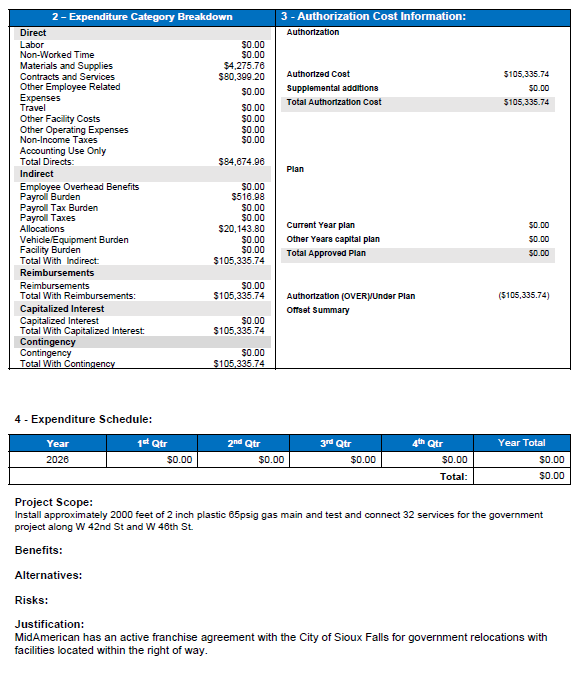 2 – Expenditure Category Breakdown
Direct
Labor $0.00
Non-Worked Time $0.00
Materials and Supplies $4,275.76
Contracts and Services $80,399.20
Other Employee Related
Expenses $0.00
Travel $0.00
Other Facility Costs $0.00
Other Operating Expenses $0.00
Non-Income Taxes $0.00
Accounting Use Only
Total Directs: $84,674.96
Indirect
Employee Overhead Benefits $0.00
Payroll Burden $516.98
Payroll Tax Burden $0.00
Payroll Taxes $0.00
Allocations $20,143.80
Vehicle/Equipment Burden $0.00
Facility Burden $0.00
Total With Indirect: $105,335.74
Reimbursements
Reimbursements $0.00
Total With Reimbursements: $105,335.74
Capitalized Interest
Capitalized Interest $0.00
Total With Capitalized Interest: $105,335.74
Contingency
Contingency $0.00
Total With Contingency $105,335.74
3 - Authorization Cost Information:
Authorization
Authorized Cost $105,335.74
Supplemental additions $0.00
Total Authorization Cost $105,335.74
Plan
Current Year plan $0.00
Other Years capital plan $0.00
Total Approved Plan $0.00
Authorization (OVER)/Under Plan ($105,335.74)
Offset Summary
4 - Expenditure Schedule:
Year 1st Qtr 2nd Qtr 3rd Qtr 4th Qtr Year Total
2026 $0.00 $0.00 $0.00 $0.00 $0.00
Total: $0.00
Project Scope:
Install approximately 2000 feet of 2 inch plastic 65psig gas main and test and connect 32 services for the government
project along W 42nd St and W 46th St.
Benefits:
Alternatives:
Risks:
Justification:
MidAmerican has an active franchise agreement with the City of Sioux Falls for government relocations with
facilities located within the right of way.